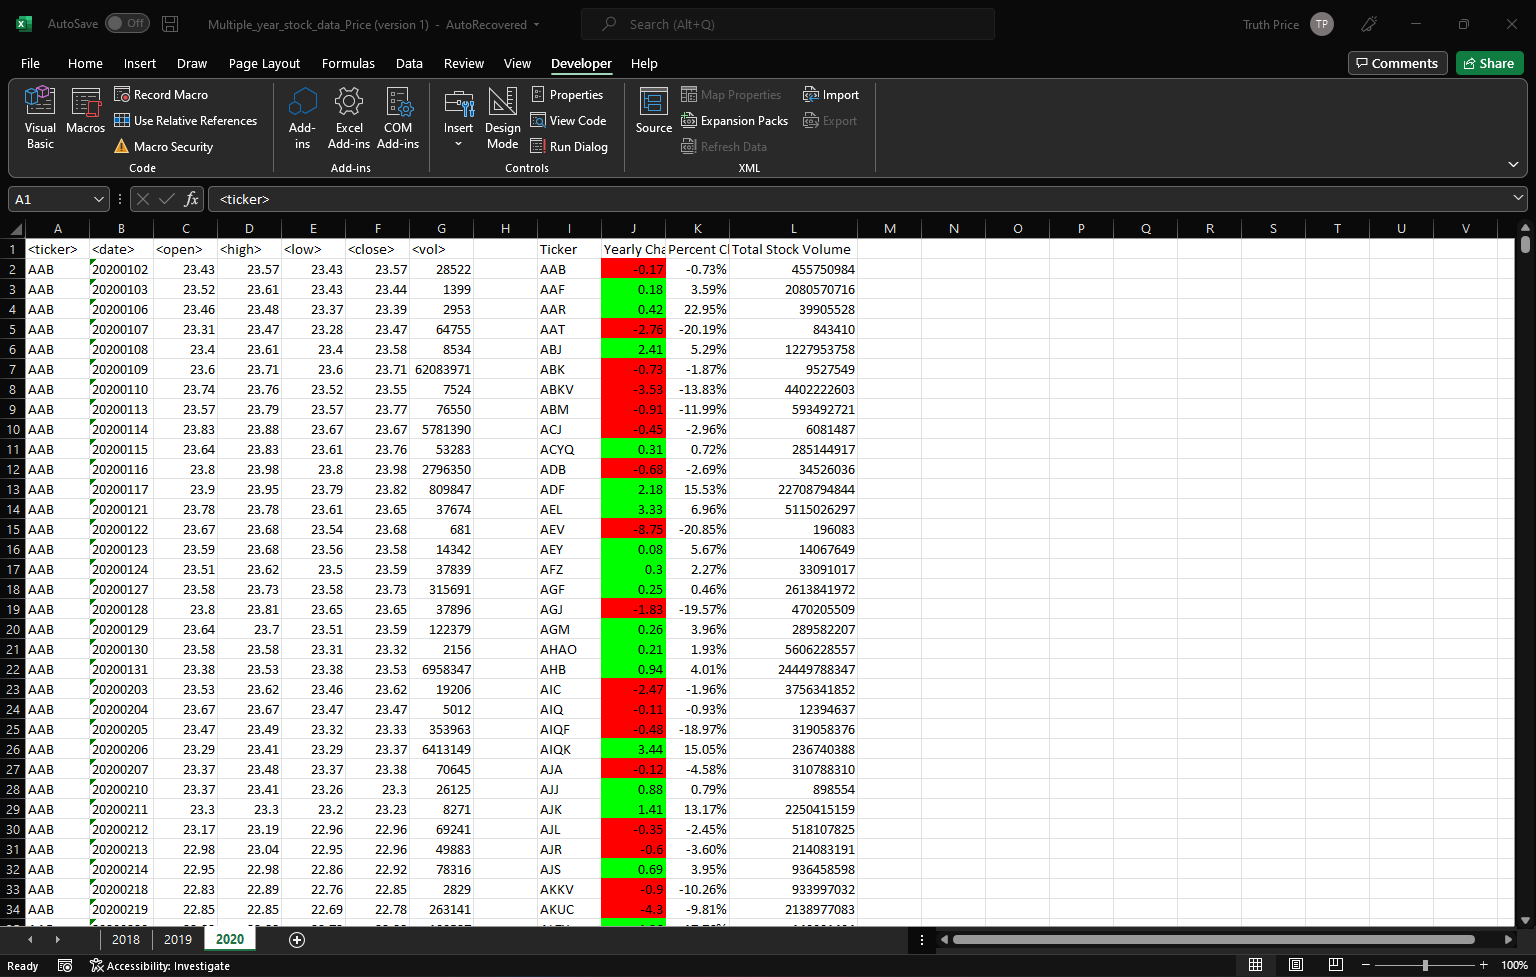 AutoSave Off Multiple_year_stock_data_Price (version 1) - AutoRecovered Search (Alt+Q) Truth Price TP
File Home Insert Draw Page Layout Formulas Data Review View Developer Help Comments Share
Visual Basic Macros Record Macro Use Relative References Macro Security Code
Add-ins Excel Add-ins COM Add-ins Add-ins
Insert Design Mode Properties View Code Run Dialog Controls
Source Map Properties Expansion Packs Refresh Data Import Export XML
A1 fx <ticker>
A B C D E F G H I J K L M N O P Q R S T U V
1 <ticker> <date> <open> <high> <low> <close> <vol> Ticker Yearly Cha Percent Cl Total Stock Volume
2 AAB 20200102 23.43 23.57 23.43 23.57 28522 AAB -0.17 -0.73% 455750984
3 AAB 20200103 23.52 23.61 23.43 23.44 1399 AAF 0.18 3.59% 2080570716
4 AAB 20200106 23.46 23.48 23.37 23.39 2953 AAR 0.42 22.95% 39905528
5 AAB 20200107 23.31 23.47 23.28 23.47 64755 AAT -2.76 -20.19% 843410
6 AAB 20200108 23.4 23.61 23.4 23.58 8534 ABJ 2.41 5.29% 1227953758
7 AAB 20200109 23.6 23.71 23.6 23.71 62083971 ABK -0.73 -1.87% 9527549
8 AAB 20200110 23.74 23.76 23.52 23.55 7524 ABKV -3.53 -13.83% 4402222603
9 AAB 20200113 23.57 23.79 23.57 23.77 76550 ABM -0.91 -11.99% 593492721
10 AAB 20200114 23.83 23.88 23.67 23.67 5781390 ACJ -0.45 -2.96% 6081487
11 AAB 20200115 23.64 23.83 23.61 23.76 53283 ACYQ 0.31 0.72% 285144917
12 AAB 20200116 23.8 23.98 23.8 23.98 2796350 ADB -0.68 -2.69% 34526036
13 AAB 20200117 23.9 23.95 23.79 23.82 809847 ADF 2.18 15.53% 22708794844
14 AAB 20200121 23.78 23.78 23.61 23.65 37674 AEL 3.33 6.96% 5115026297
15 AAB 20200122 23.67 23.68 23.54 23.68 681 AEV -8.75 -20.85% 196083
16 AAB 20200123 23.59 23.68 23.56 23.58 14342 AEY 0.08 5.67% 14067649
17 AAB 20200124 23.51 23.62 23.5 23.59 37839 AFZ 0.3 2.27% 33091017
18 AAB 20200127 23.58 23.73 23.58 23.73 315691 AGF 0.25 0.46% 2613841972
19 AAB 20200128 23.8 23.81 23.65 23.65 37896 AGJ -1.83 -19.57% 470205509
20 AAB 20200129 23.64 23.7 23.51 23.59 122379 AGM 0.26 3.96% 289582207
21 AAB 20200130 23.58 23.58 23.31 23.32 2156 AHAO 0.21 1.93% 5606228557
22 AAB 20200131 23.38 23.53 23.38 23.53 6958347 AHB 0.94 4.01% 24449788347
23 AAB 20200203 23.53 23.62 23.46 23.62 19206 AIC -2.47 -1.96% 3756341852
24 AAB 20200204 23.67 23.67 23.47 23.47 5012 AIQ -0.11 -0.93% 12394637
25 AAB 20200205 23.47 23.49 23.32 23.33 353963 AIQF -0.48 -18.97% 319058376
26 AAB 20200206 23.29 23.41 23.29 23.37 6413149 AIQK 3.44 15.05% 236740388
27 AAB 20200207 23.37 23.48 23.37 23.38 70645 AJA -0.12 -4.58% 310788310
28 AAB 20200210 23.37 23.41 23.26 23.3 26125 AJJ 0.88 0.79% 898554
29 AAB 20200211 23.3 23.3 23.2 23.23 8271 AJK 1.41 13.17% 2250415159
30 AAB 20200212 23.17 23.19 22.96 22.96 69241 AJL -0.35 -2.45% 518107825
31 AAB 20200213 22.98 23.04 22.95 22.96 49883 AJR -0.6 -3.60% 214083191
32 AAB 20200214 22.95 22.98 22.86 22.92 78316 AJS 0.69 3.95% 936458598
33 AAB 20200218 22.83 22.89 22.76 22.85 2829 AKKV -0.9 -10.26% 933997032
34 AAB 20200219 22.85 22.85 22.69 22.78 263141 AKUC -4.3 -9.81% 2138977083
2018 2019 2020
Ready Accessibility: Investigate 100%